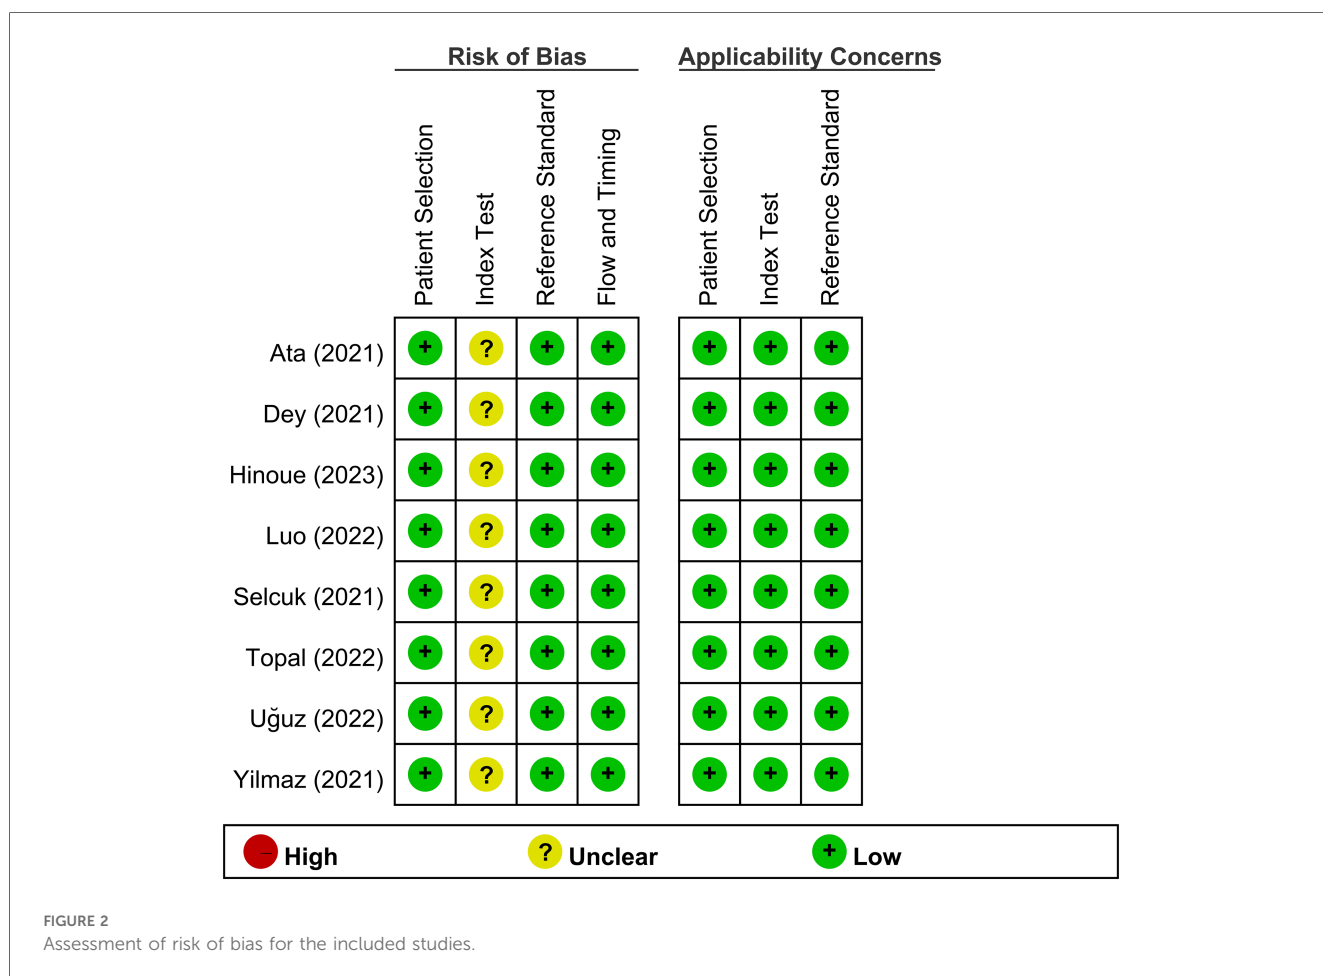 Risk of Bias
Applicability Concerns
Patient Selection
Index Test
Reference Standard
Flow and Timing
Patient Selection
Index Test
Reference Standard
Ata (2021) + ? + + + + +
Dey (2021) + ? + + + + +
Hinoue (2023) + ? + + + + +
Luo (2022) + ? + + + + +
Selcuk (2021) + ? + + + + +
Topal (2022) + ? + + + + +
Uğuz (2022) + ? + + + + +
Yilmaz (2021) + ? + + + + +
High ? Unclear + Low
FIGURE 2
Assessment of risk of bias for the included studies.